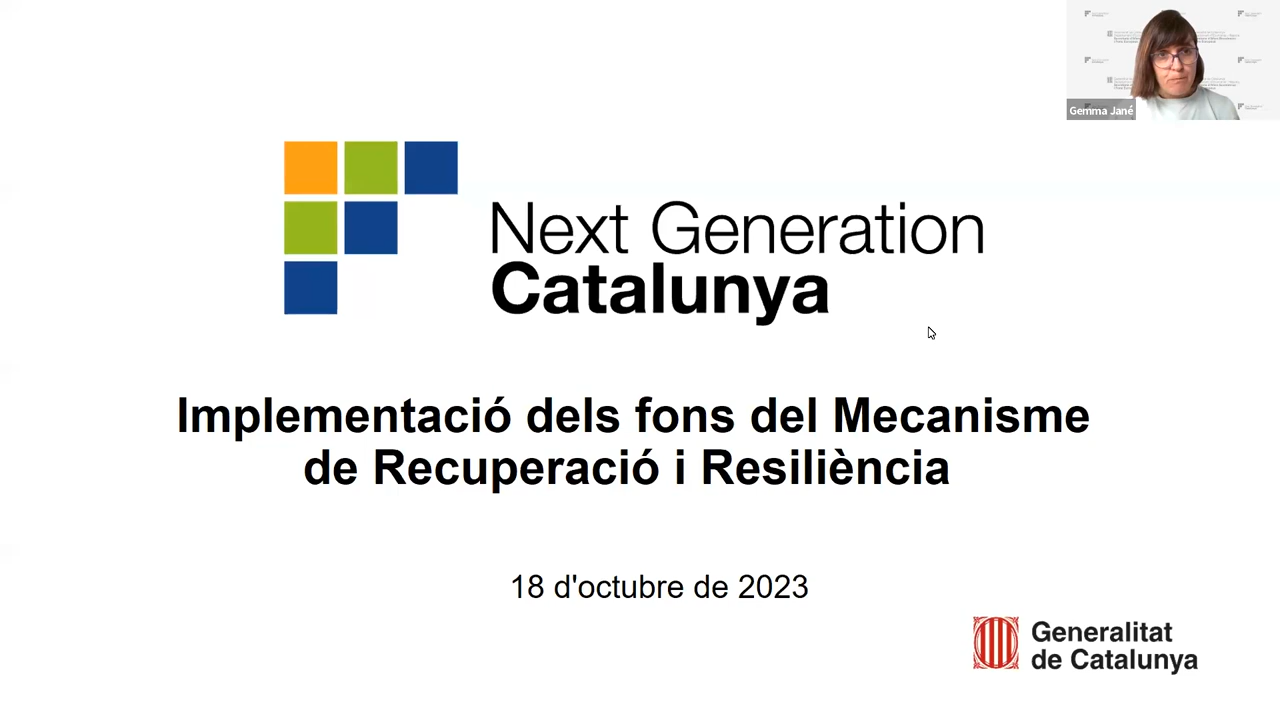 Gemma Jané
Next Generation
Catalunya
Implementació dels fons del Mecanisme
de Recuperació i Resiliència
18 d'octubre de 2023
Generalitat
de Catalunya